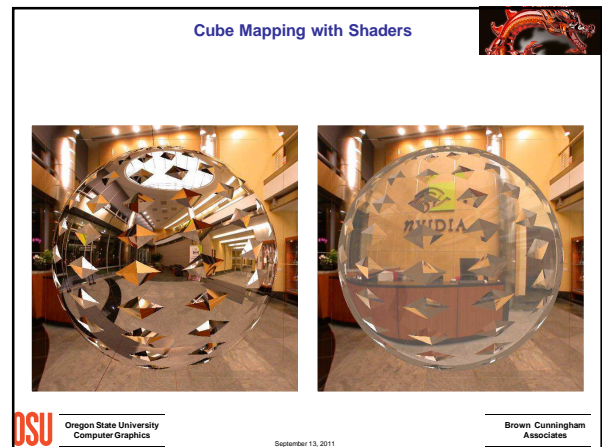 Cube Mapping with Shaders
nVIDIA
OSU
Oregon State University
Computer Graphics
September 13, 2011
Brown Cunningham
Associates